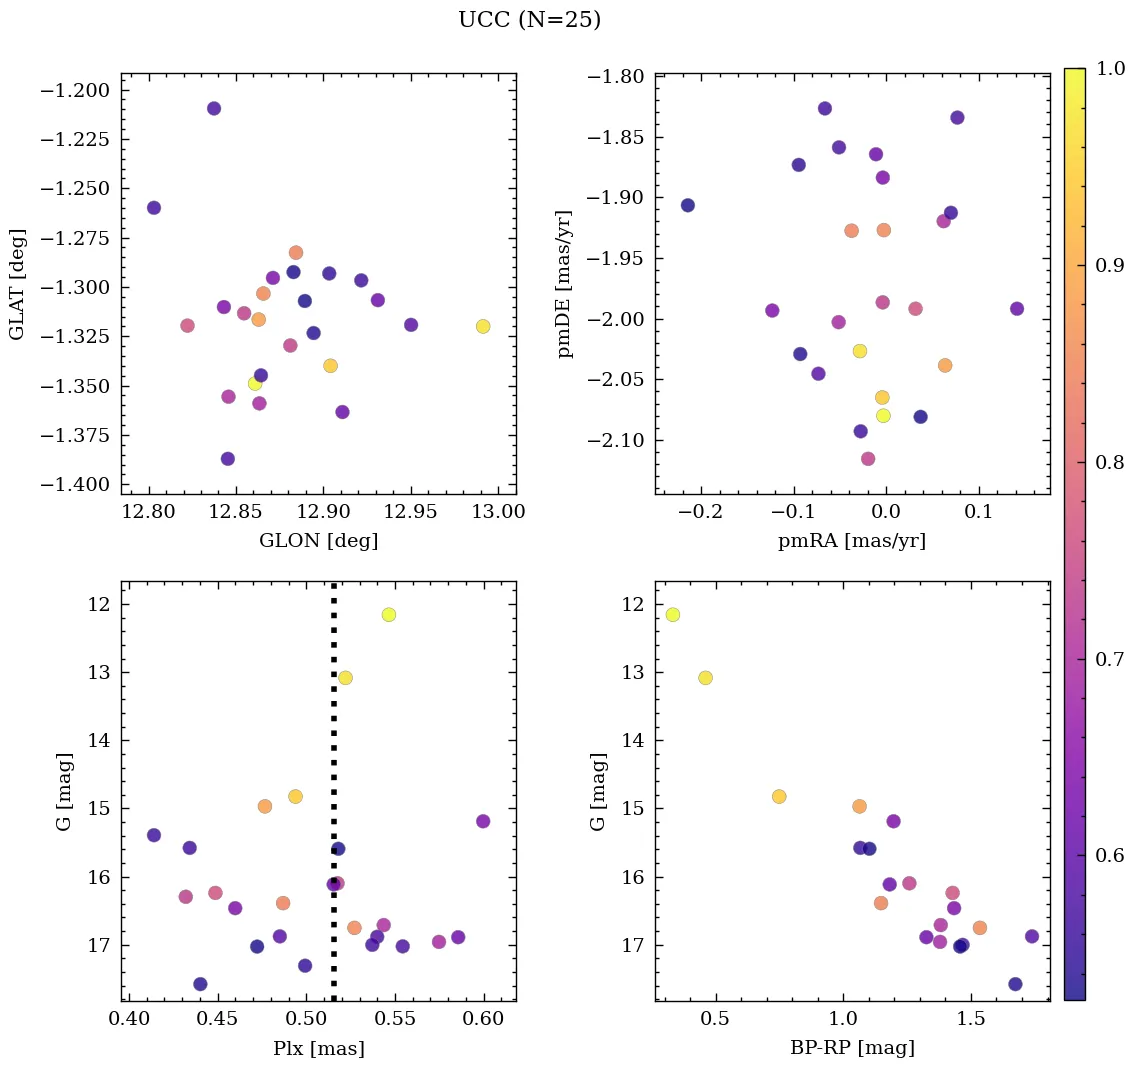 UCC (N=25)
−1.200
−1.225
−1.250
−1.275
−1.300
−1.325
−1.350
−1.375
−1.400
GLAT [deg]
12.80 12.85 12.90 12.95 13.00
GLON [deg]
−1.80
−1.85
−1.90
−1.95
−2.00
−2.05
−2.10
pmDE [mas/yr]
−0.2 −0.1 0.0 0.1
pmRA [mas/yr]
12
13
14
15
16
17
G [mag]
0.40 0.45 0.50 0.55 0.60
Plx [mas]
12
13
14
15
16
17
G [mag]
0.5 1.0 1.5
BP-RP [mag]
1.0
0.9
0.8
0.7
0.6